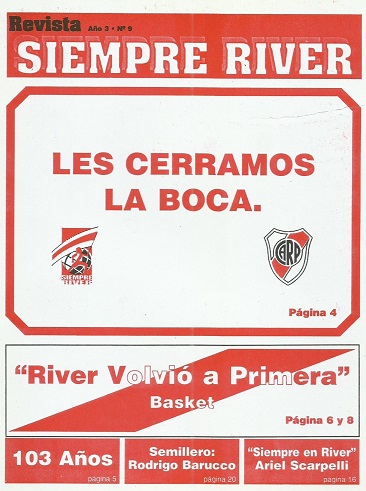 Revista Año 3 • Nº 9
SIEMPRE RIVER
LES CERRAMOS
LA BOCA.
SIEMPRE
RIVER
CARP
Página 4
“River Volvió a Primera”
Basket
Página 6 y 8
103 Años
página 5
Semillero:
Rodrigo Barucco
página 20
“Siempre en River”
Ariel Scarpelli
página 16